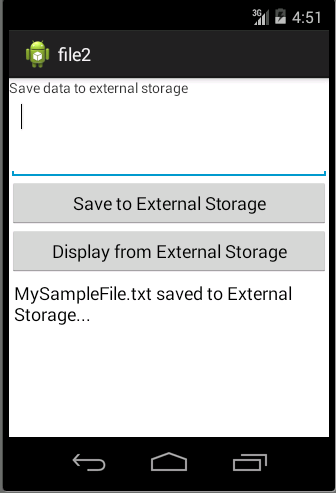 3G 4:51
file2
Save data to external storage
Save to External Storage
Display from External Storage
MySampleFile.txt saved to External
Storage...